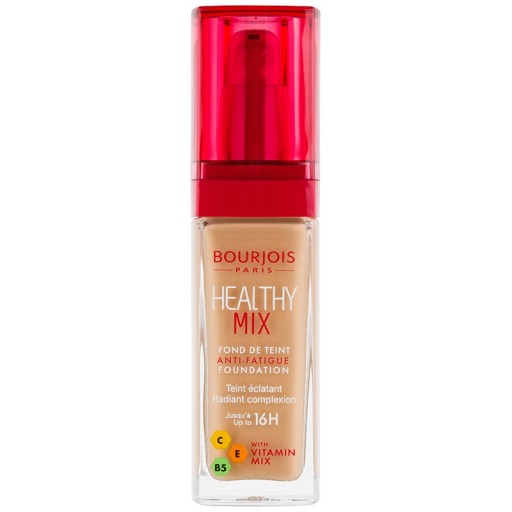 BOURJOIS
PARIS
HEALTHY
MIX
FOND DE TEINT
ANTI-FATIGUE
FOUNDATION
Teint éclatant
Radiant complexion
Jusqu'à
Up to 16H
C
E
B5
WITH
VITAMIN
MIX